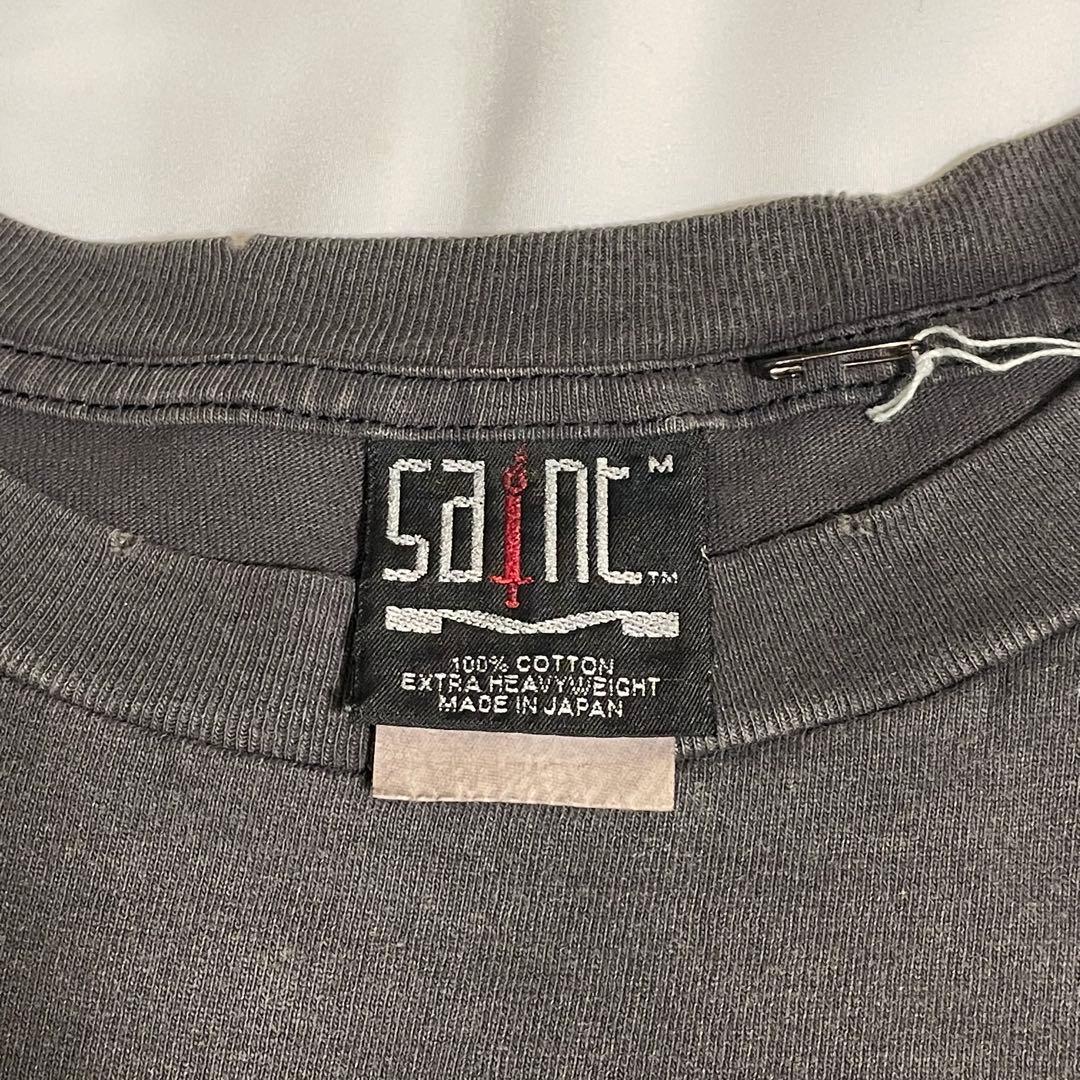 saint M
™
100% COTTON
EXTRA HEAVYWEIGHT
MADE IN JAPAN